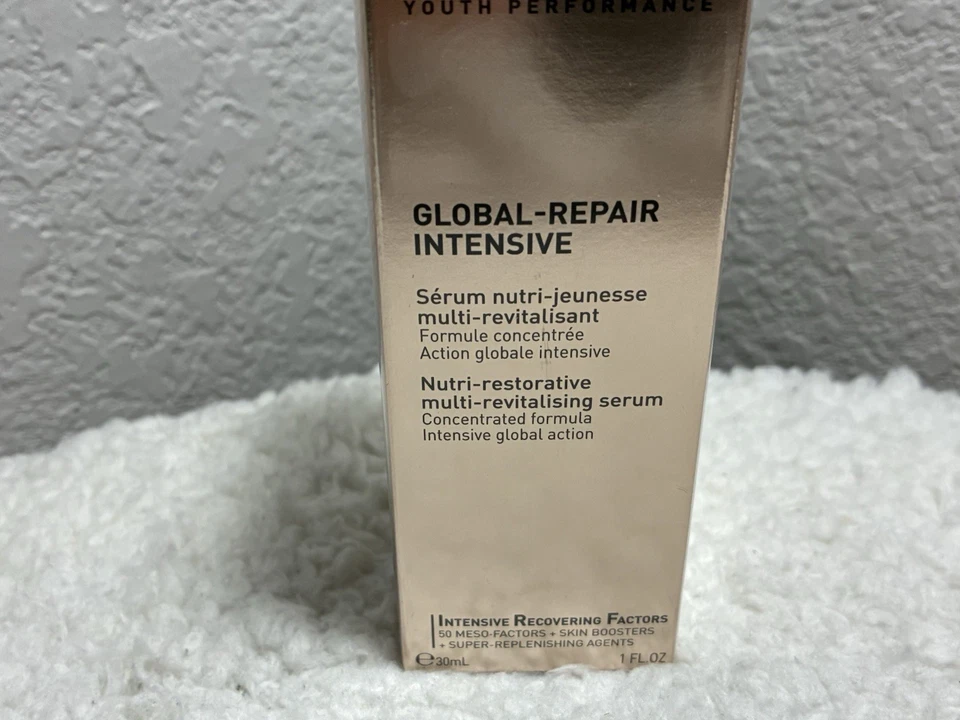 YOUTH PERFORMANCE
GLOBAL-REPAIR
INTENSIVE
Sérum nutri-jeunesse
multi-revitalisant
Formule concentrée
Action globale intensive
Nutri-restorative
multi-revitalising serum
Concentrated formula
Intensive global action
INTENSIVE RECOVERING FACTORS
50 MESO-FACTORS + SKIN BOOSTERS
+ SUPER-REPLENISHING AGENTS
℮30mL 1 FL.OZ